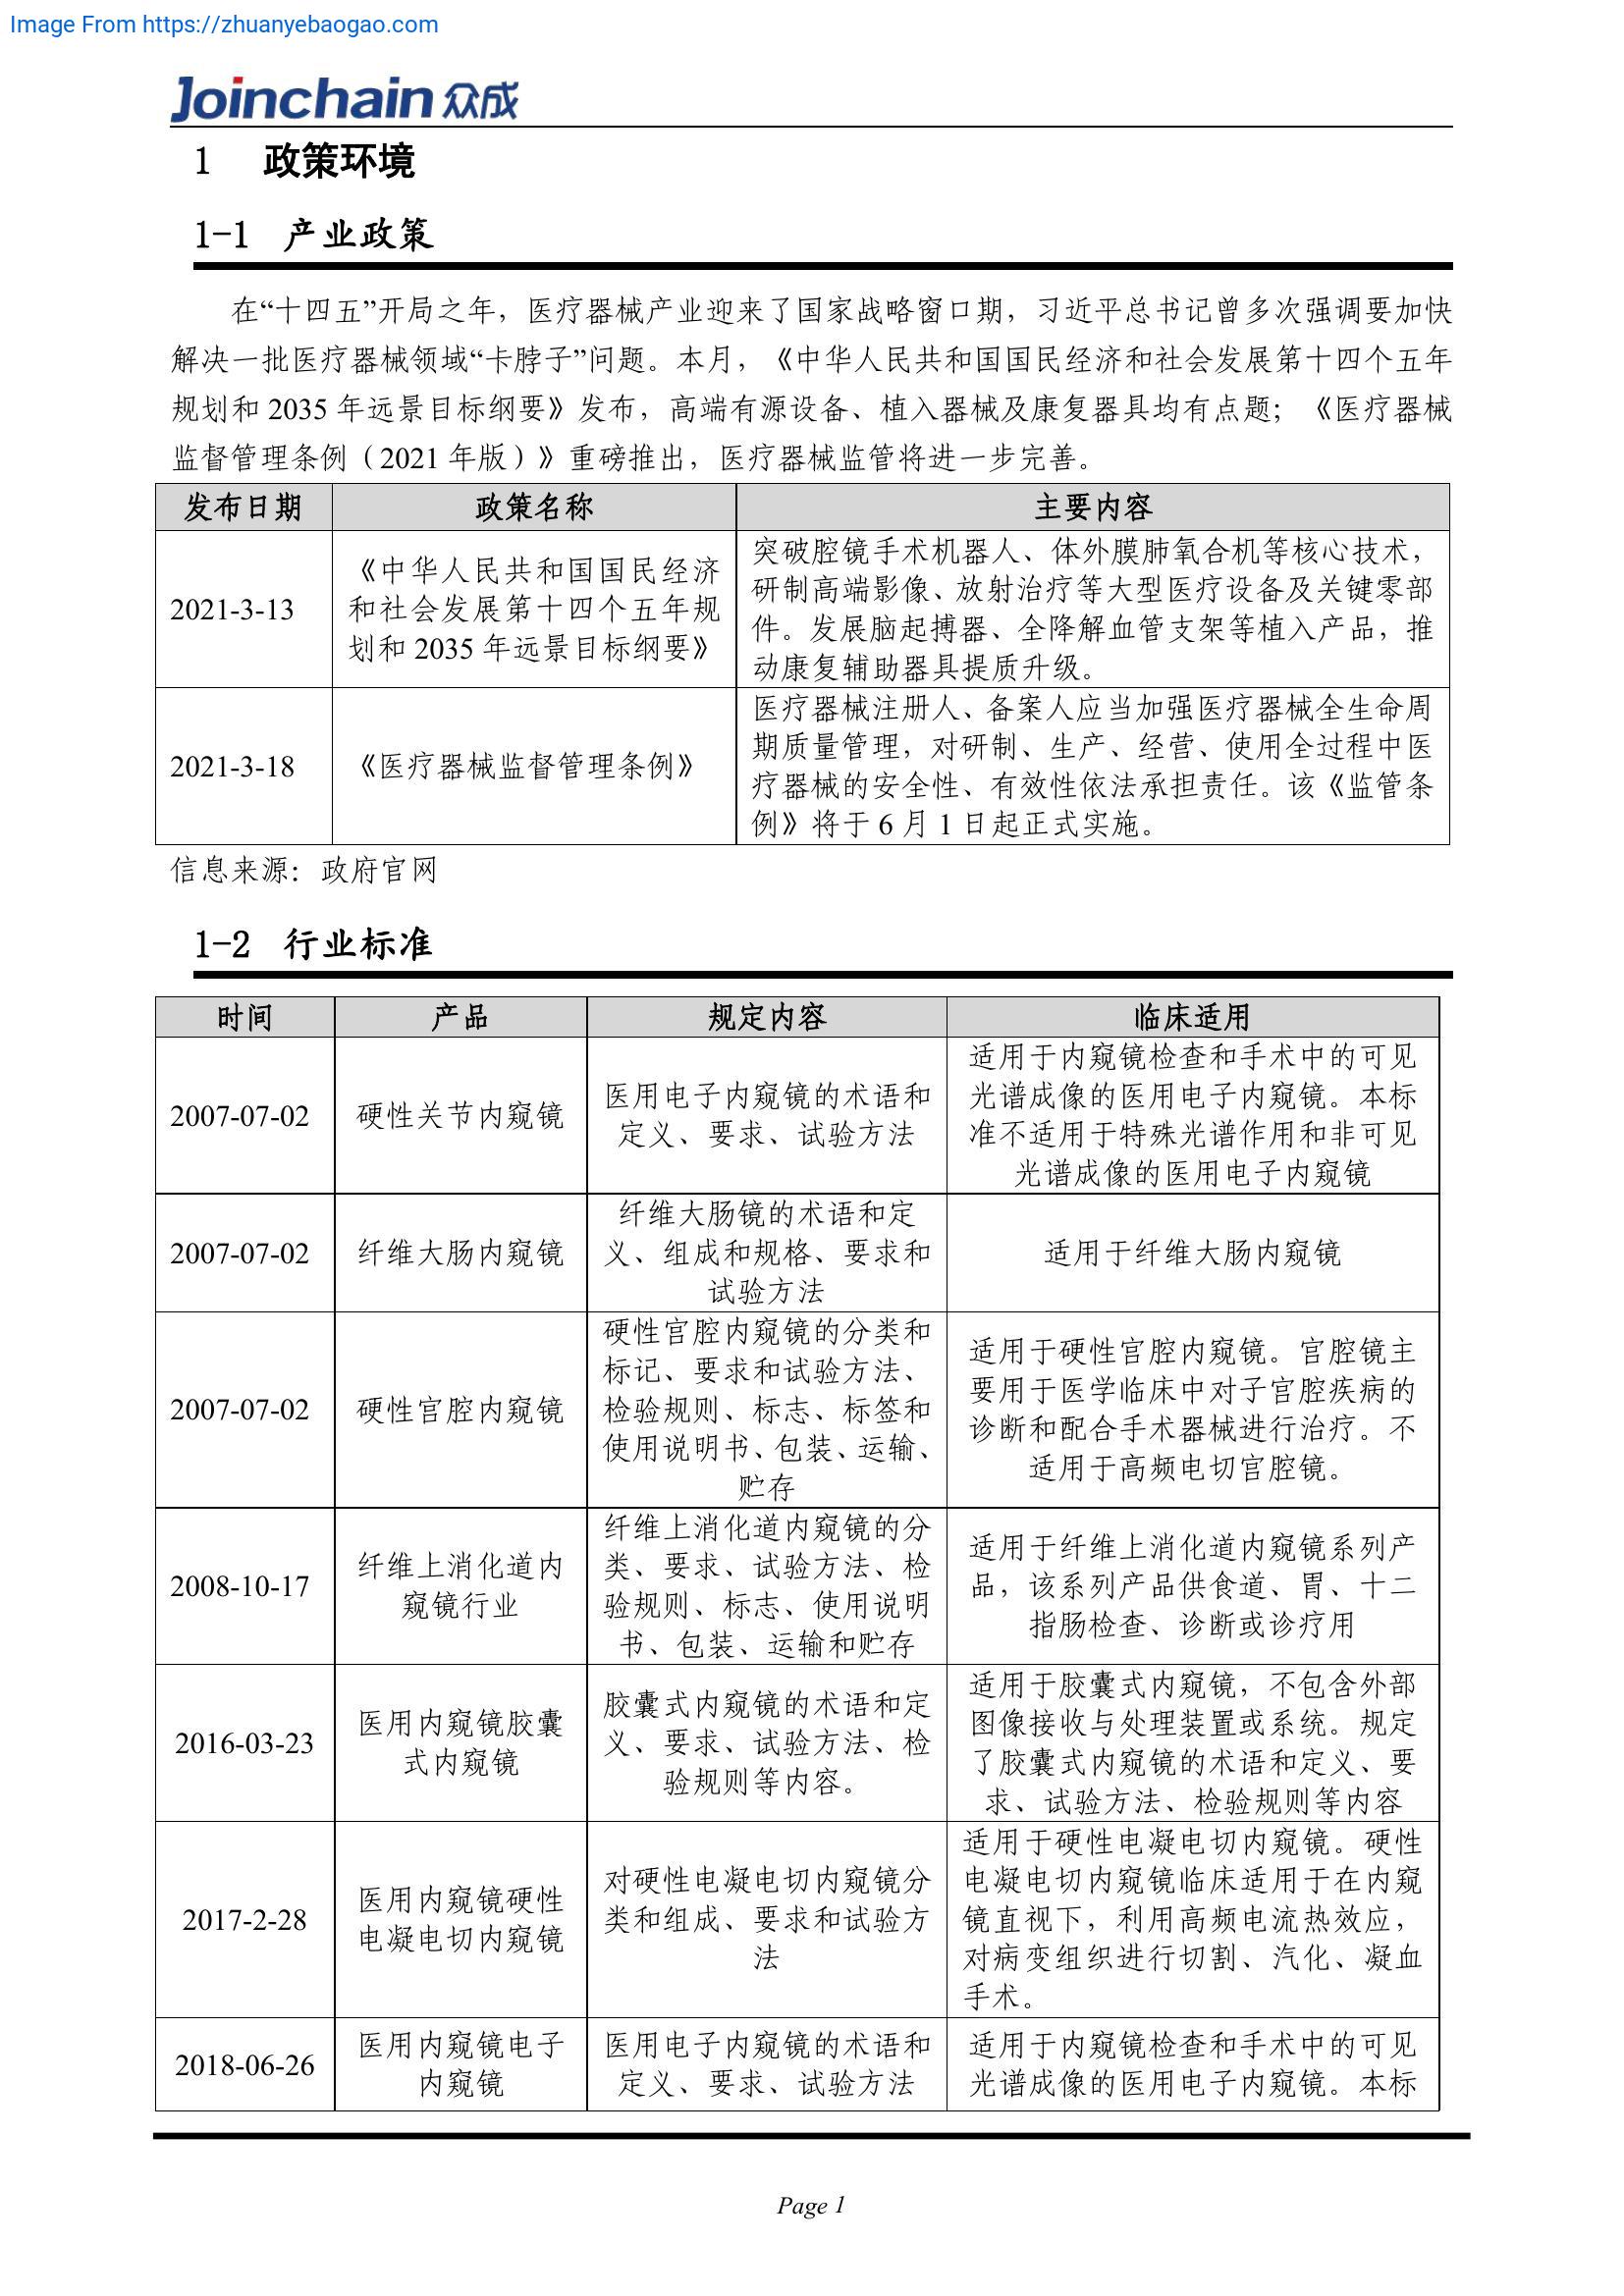 Image From https://zhuanyebaogao.com
Joinchain 众成
1 政策环境
1-1 产业政策
在“十四五”开局之年，医疗器械产业迎来了国家战略窗口期，习近平总书记曾多次强调要加快
解决一批医疗器械领域“卡脖子”问题。本月，《中华人民共和国国民经济和社会发展第十四个五年
规划和 2035 年远景目标纲要》发布，高端有源设备、植入器械及康复器具均有点题；《医疗器械
监督管理条例（2021 年版）》重磅推出，医疗器械监管将进一步完善。
发布日期 政策名称 主要内容
2021-3-13
《中华人民共和国国民经济
和社会发展第十四个五年规
划和 2035 年远景目标纲要》
突破腔镜手术机器人、体外膜肺氧合机等核心技术，
研制高端影像、放射治疗等大型医疗设备及关键零部
件。发展脑起搏器、全降解血管支架等植入产品，推
动康复辅助器具提质升级。
2021-3-18
《医疗器械监督管理条例》
医疗器械注册人、备案人应当加强医疗器械全生命周
期质量管理，对研制、生产、经营、使用全过程中医
疗器械的安全性、有效性依法承担责任。该《监管条
例》将于 6 月 1 日起正式实施。
信息来源：政府官网
1-2 行业标准
时间 产品 规定内容 临床适用
2007-07-02
硬性关节内窥镜
医用电子内窥镜的术语和
定义、要求、试验方法
适用于内窥镜检查和手术中的可见
光谱成像的医用电子内窥镜。本标
准不适用于特殊光谱作用和非可见
光谱成像的医用电子内窥镜
2007-07-02
纤维大肠内窥镜
纤维大肠镜的术语和定
义、组成和规格、要求和
试验方法
适用于纤维大肠内窥镜
2007-07-02
硬性宫腔内窥镜
硬性宫腔内窥镜的分类和
标记、要求和试验方法、
检验规则、标志、标签和
使用说明书、包装、运输、
贮存
适用于硬性宫腔内窥镜。宫腔镜主
要用于医学临床中对子宫腔疾病的
诊断和配合手术器械进行治疗。不
适用于高频电切宫腔镜。
2008-10-17
纤维上消化道内
窥镜行业
纤维上消化道内窥镜的分
类、要求、试验方法、检
验规则、标志、使用说明
书、包装、运输和贮存
适用于纤维上消化道内窥镜系列产
品，该系列产品供食道、胃、十二
指肠检查、诊断或诊疗用
2016-03-23
医用内窥镜胶囊
式内窥镜
胶囊式内窥镜的术语和定
义、要求、试验方法、检
验规则等内容。
适用于胶囊式内窥镜，不包含外部
图像接收与处理装置或系统。规定
了胶囊式内窥镜的术语和定义、要
求、试验方法、检验规则等内容
2017-2-28
医用内窥镜硬性
电凝电切内窥镜
对硬性电凝电切内窥镜分
类和组成、要求和试验方
法
适用于硬性电凝电切内窥镜。硬性
电凝电切内窥镜临床适用于在内窥
镜直视下，利用高频电流热效应，
对病变组织进行切割、汽化、凝血
手术。
2018-06-26
医用内窥镜电子
内窥镜
医用电子内窥镜的术语和
定义、要求、试验方法
适用于内窥镜检查和手术中的可见
光谱成像的医用电子内窥镜。本标
Page 1